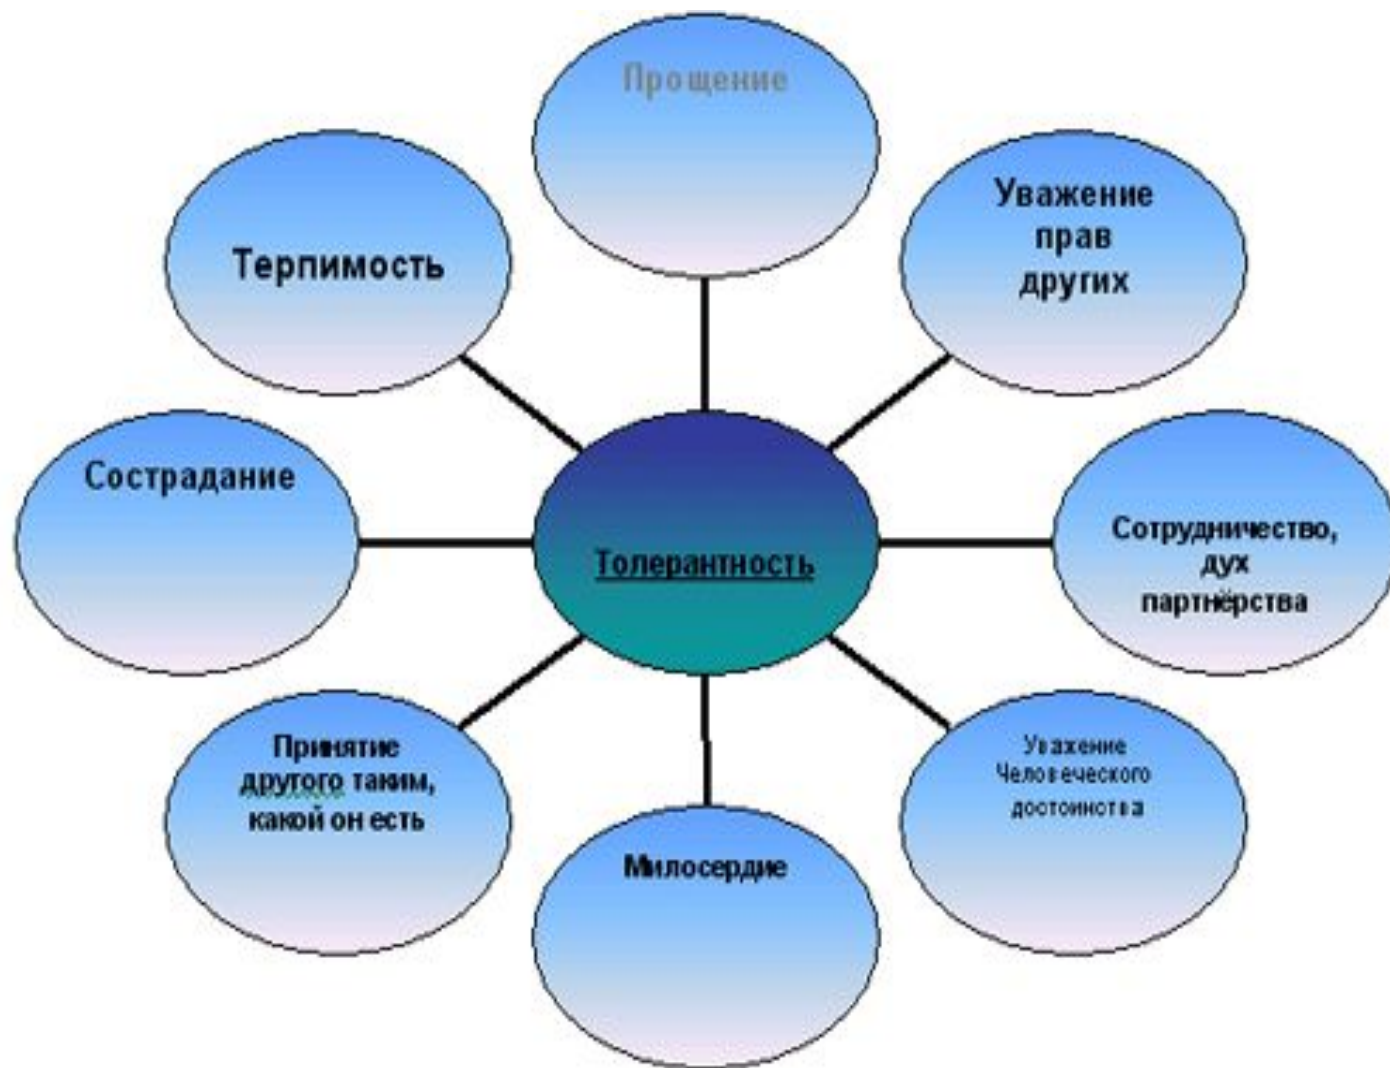 Прощение
Терпимость
Уважение
прав
других
Сострадание
Толерантность
Сотрудничество,
дух
партнёрства
Принятие
другого таким,
какой он есть
Милосердие
Уважение
Человеческого
достоинства